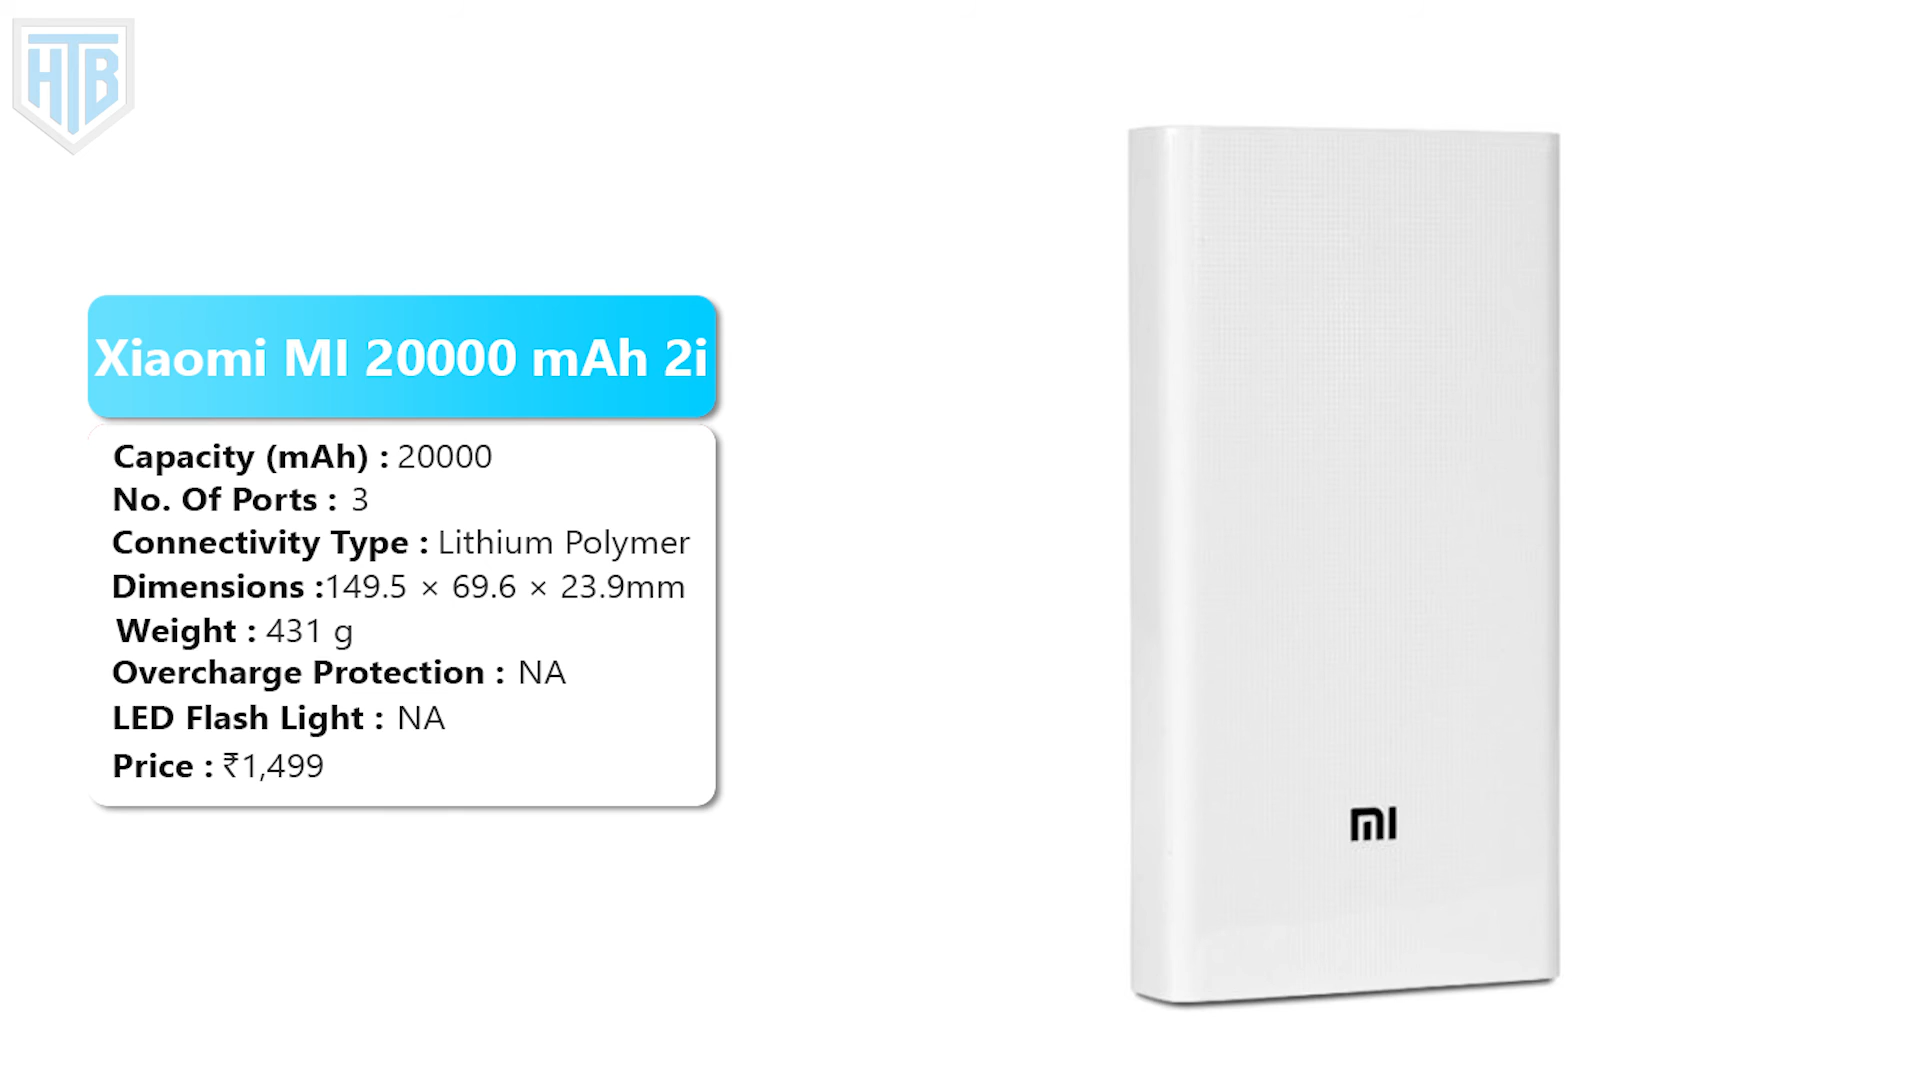 HTB
Xiaomi MI 20000 mAh 2i
Capacity (mAh) : 20000
No. Of Ports : 3
Connectivity Type : Lithium Polymer
Dimensions :149.5 × 69.6 × 23.9mm
Weight : 431 g
Overcharge Protection : NA
LED Flash Light : NA
Price : ₹1,499
MI